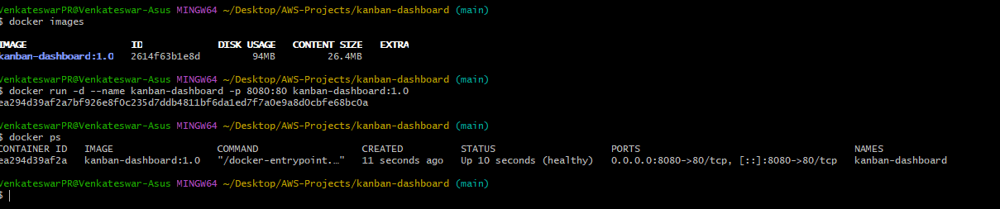 VenkateswarPR@Venkateswar-Asus MINGW64 ~/Desktop/AWS-Projects/kanban-dashboard (main)
$ docker images
IMAGE ID DISK USAGE CONTENT SIZE EXTRA
kanban-dashboard:1.0 2614f63b1e8d 94MB 26.4MB
VenkateswarPR@Venkateswar-Asus MINGW64 ~/Desktop/AWS-Projects/kanban-dashboard (main)
$ docker run -d --name kanban-dashboard -p 8080:80 kanban-dashboard:1.0
ea294d39af2a7bf926e8f0c235d7ddb4811bf6da1ed7f7a0e9a8d0cbfe68bc0a
VenkateswarPR@Venkateswar-Asus MINGW64 ~/Desktop/AWS-Projects/kanban-dashboard (main)
$ docker ps
CONTAINER ID IMAGE COMMAND CREATED STATUS PORTS NAMES
ea294d39af2a kanban-dashboard:1.0 "/docker-entrypoint.…" 11 seconds ago Up 10 seconds (healthy) 0.0.0.0:8080->80/tcp, [::]:8080->80/tcp kanban-dashboard
VenkateswarPR@Venkateswar-Asus MINGW64 ~/Desktop/AWS-Projects/kanban-dashboard (main)
$